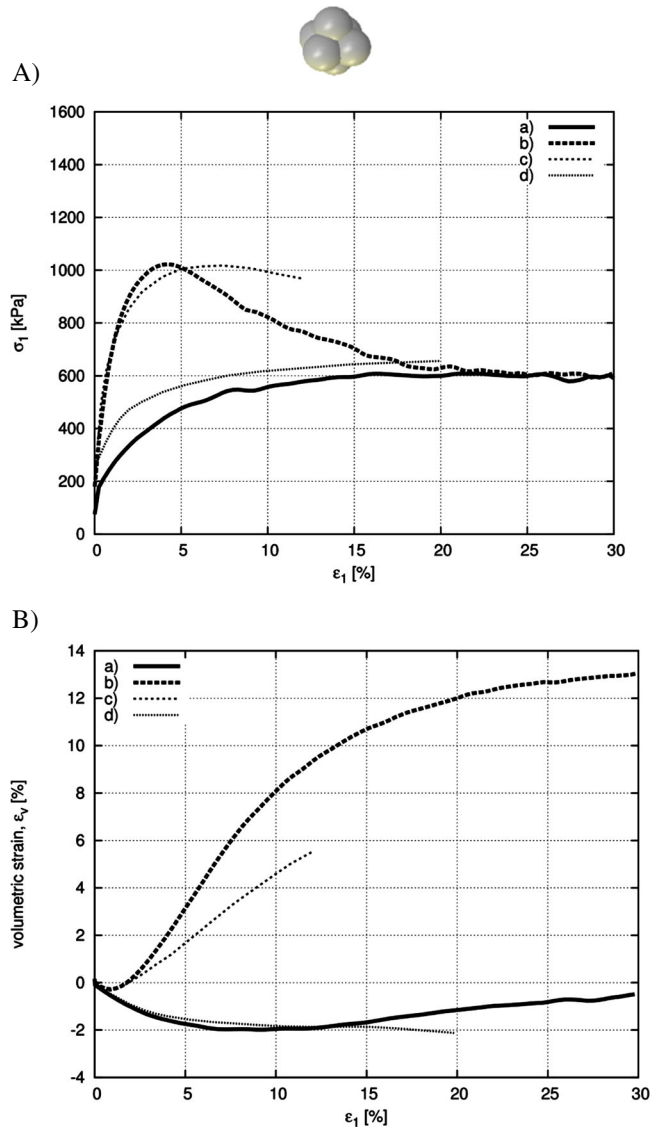 A)
1600
1400
1200
1000
800
600
400
200
0
σ₁ [kPa]
a)
b)
c)
d)
0 5 10 15 20 25 30
ε₁ [%]
B)
14
12
10
8
6
4
2
0
-2
-4
volumetric strain, εᵥ [%]
a)
b)
c)
d)
0 5 10 15 20 25 30
ε₁ [%]